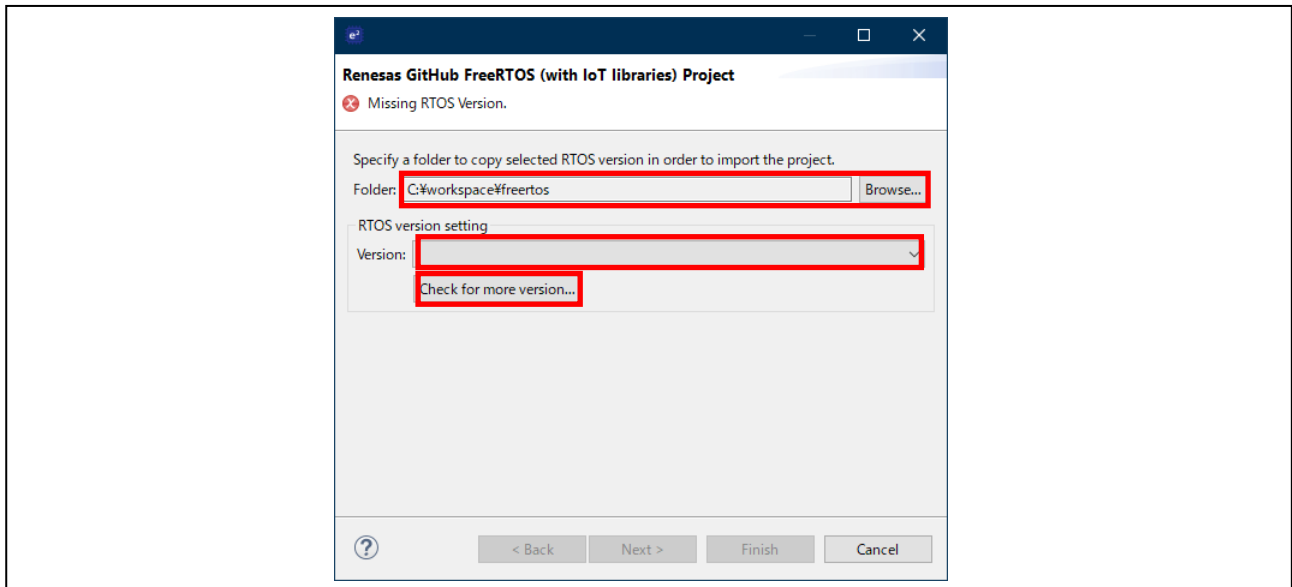 e²
Renesas GitHub FreeRTOS (with IoT libraries) Project
Missing RTOS Version.
Specify a folder to copy selected RTOS version in order to import the project.
Folder: C:¥workspace¥freertos Browse...
RTOS version setting
Version:
Check for more version...
? < Back Next > Finish Cancel